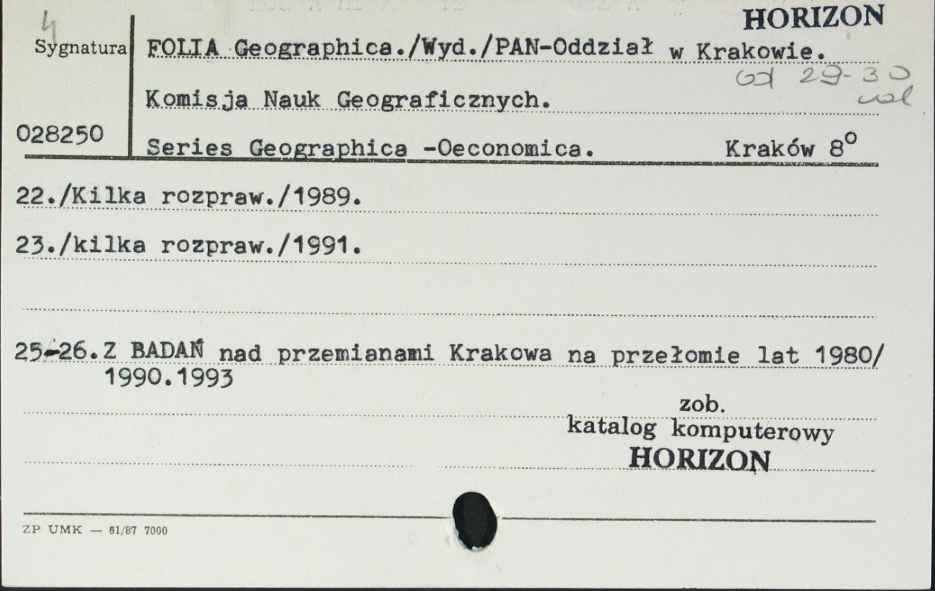 4 HORIZON
Sygnatura FOLIA Geographica./Wyd./PAN-Oddział w Krakowie.
od 29-30
Komisja Nauk Geograficznych. vol
028250 Series Geographica -Oeconomica. Kraków 8⁰
22./Kilka rozpraw./1989.
23./kilka rozpraw./1991.
25-26.Z BADAŃ nad przemianami Krakowa na przełomie lat 1980/
1990.1993
zob.
katalog komputerowy
HORIZON
ZP UMK — 61/87 7000